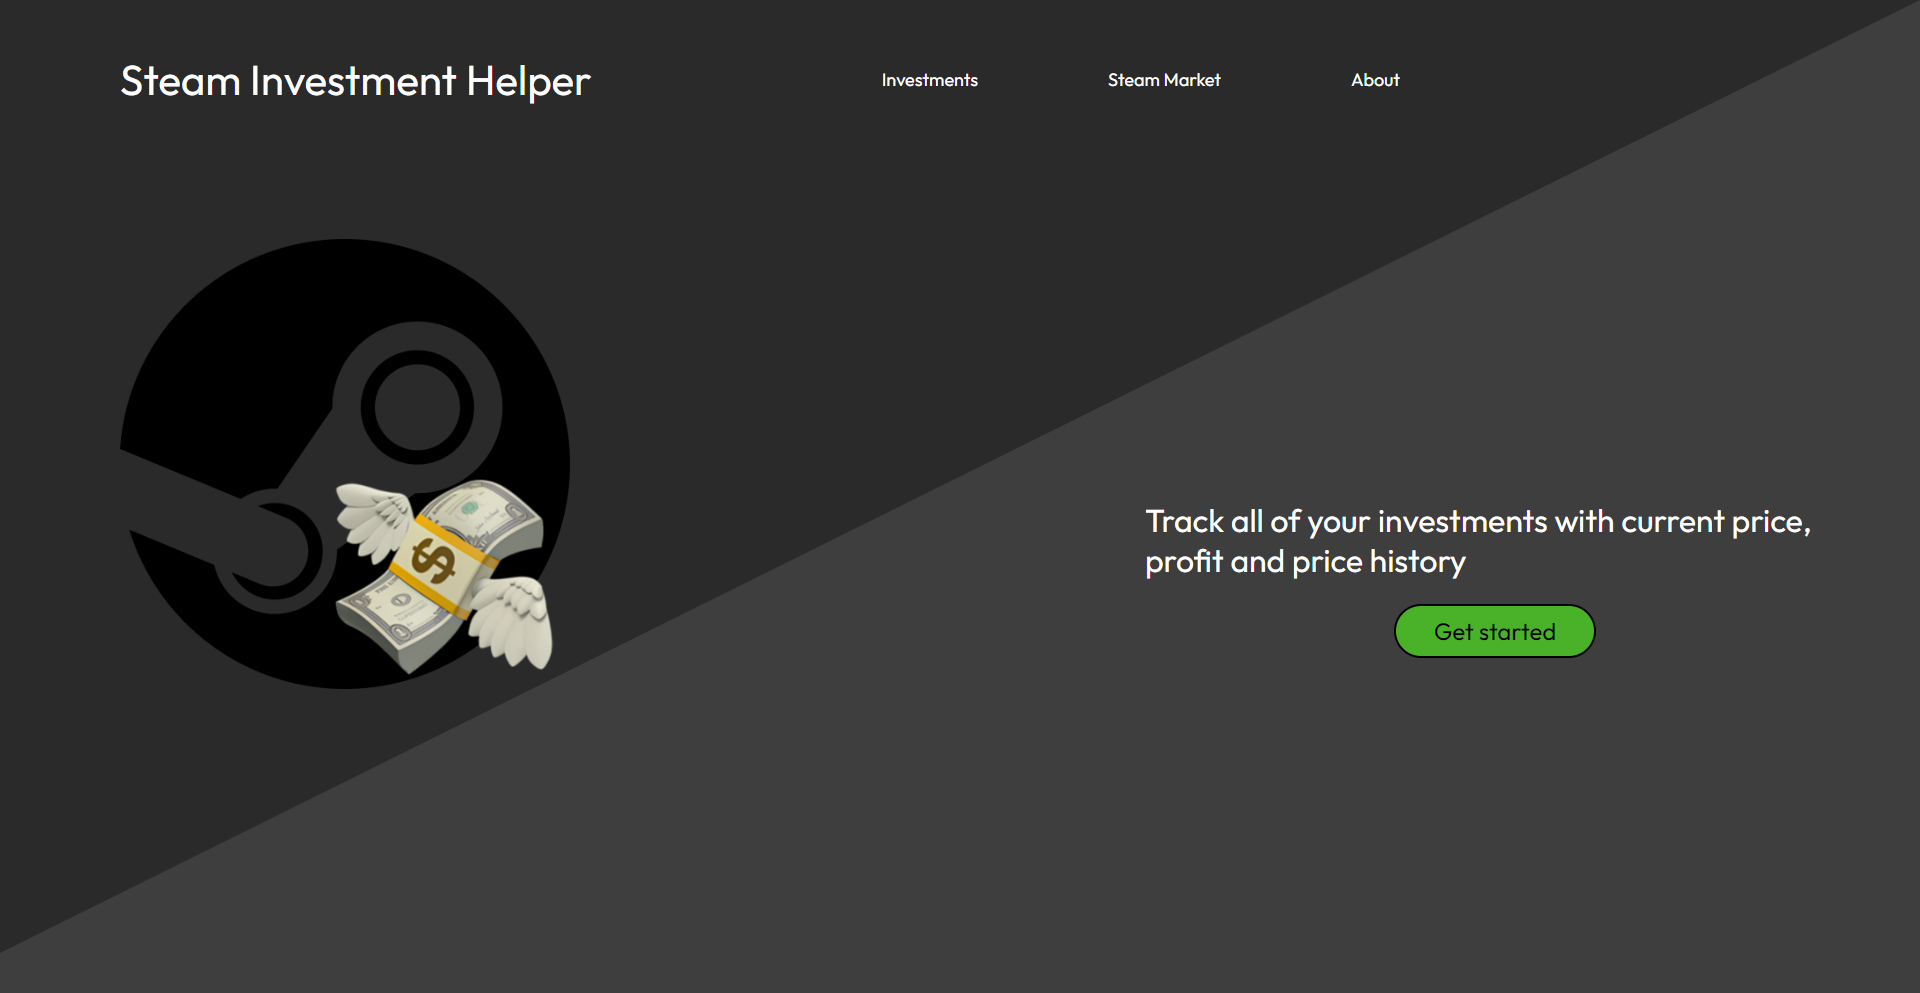 Steam Investment Helper
Investments
Steam Market
About
Track all of your investments with current price,
profit and price history
Get started
$